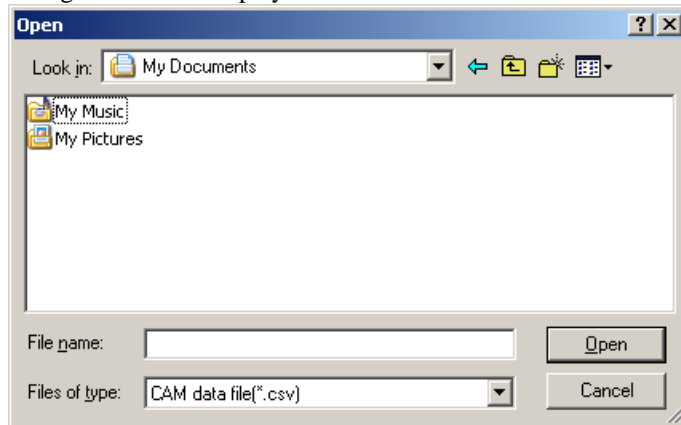 Open
Look in: My Documents
My Music
My Pictures
File name: Open
Files of type: CAM data file(*.csv) Cancel